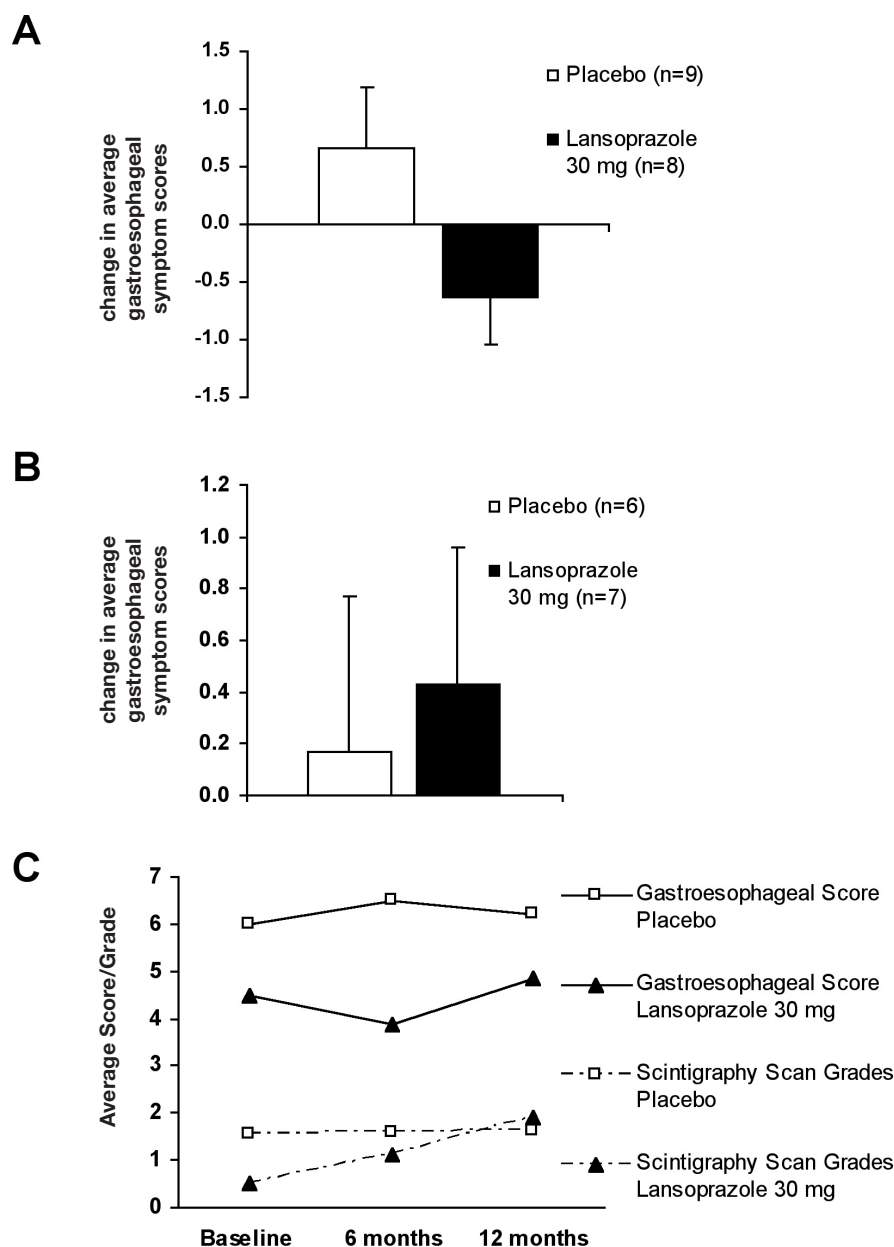 A
1.5
1.0
0.5
0.0
-0.5
-1.0
-1.5
change in average
gastroesophageal
symptom scores
Placebo (n=9)
Lansoprazole
30 mg (n=8)
B
1.2
1.0
0.8
0.6
0.4
0.2
0.0
change in average
gastroesophageal
symptom scores
Placebo (n=6)
Lansoprazole
30 mg (n=7)
C
7
6
5
4
3
2
1
0
Average Score/Grade
Baseline
6 months
12 months
Gastroesophageal Score
Placebo
Gastroesophageal Score
Lansoprazole 30 mg
Scintigraphy Scan Grades
Placebo
Scintigraphy Scan Grades
Lansoprazole 30 mg